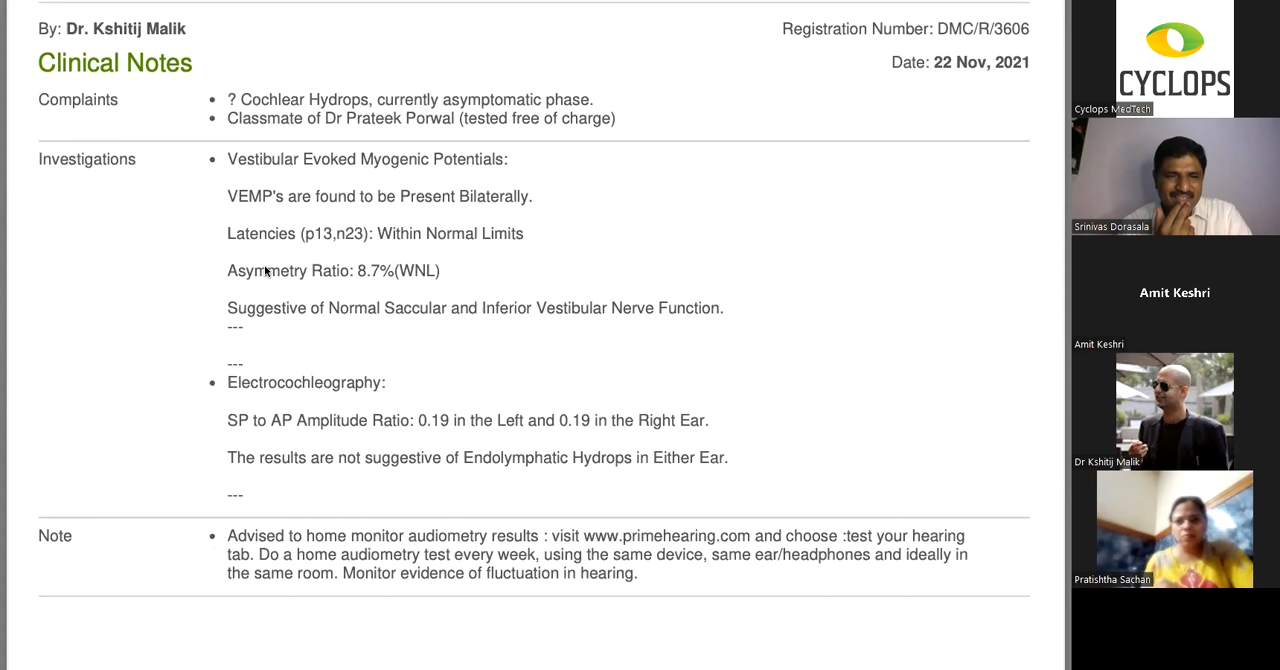 By: Dr. Kshitij Malik
Registration Number: DMC/R/3606
Clinical Notes
Date: 22 Nov, 2021
Complaints
• ? Cochlear Hydrops, currently asymptomatic phase.
• Classmate of Dr Prateek Porwal (tested free of charge)
Investigations
• Vestibular Evoked Myogenic Potentials:
VEMP's are found to be Present Bilaterally.
Latencies (p13,n23): Within Normal Limits
Asymmetry Ratio: 8.7%(WNL)
Suggestive of Normal Saccular and Inferior Vestibular Nerve Function.
---
---
• Electrocochleography:
SP to AP Amplitude Ratio: 0.19 in the Left and 0.19 in the Right Ear.
The results are not suggestive of Endolymphatic Hydrops in Either Ear.
---
Note
• Advised to home monitor audiometry results : visit www.primehearing.com and choose :test your hearing
tab. Do a home audiometry test every week, using the same device, same ear/headphones and ideally in
the same room. Monitor evidence of fluctuation in hearing.
CYCLOPS
Cyclops MedTech
Srinivas Dorasala
Amit Keshri
Amit Keshri
Dr Kshitij Malik
Pratishtha Sachan